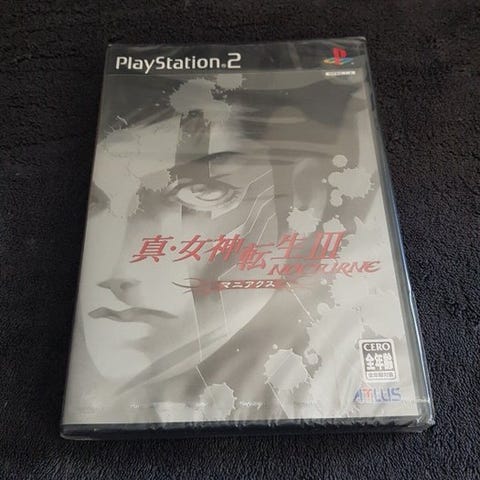 PlayStation®2
真・女神転生III
NOCTURNE
マニアクス
CERO
全年齢
ATLUS